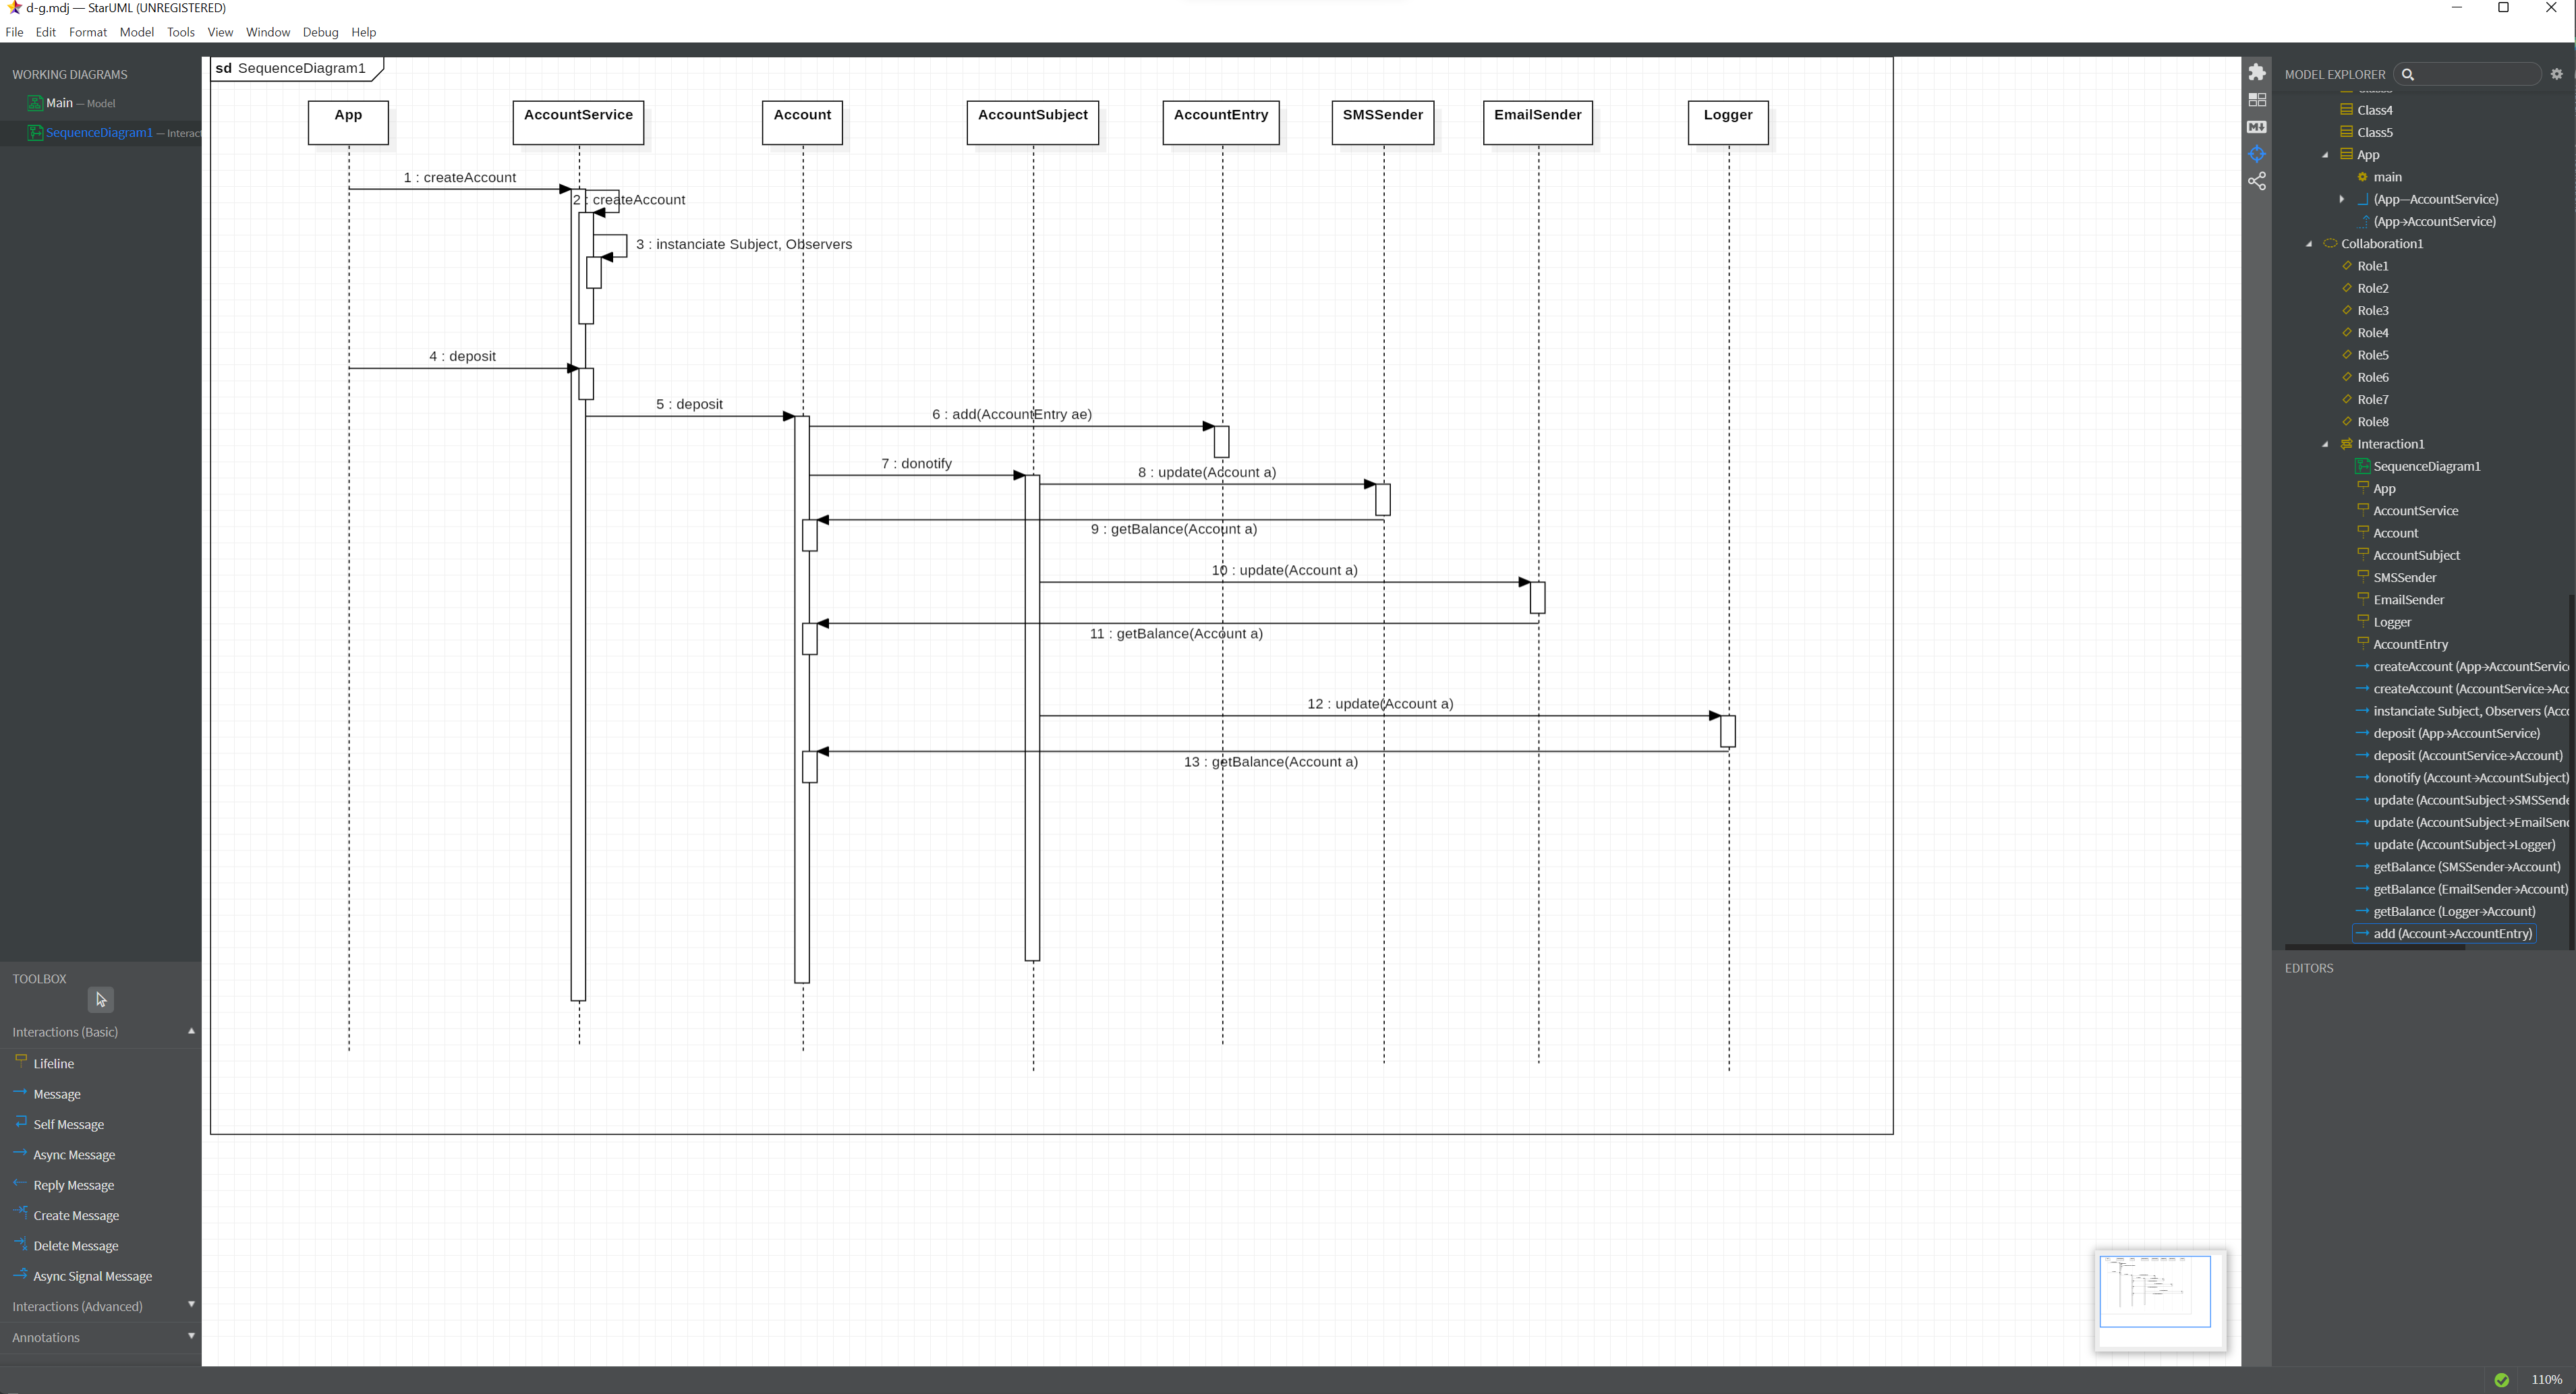 d-g.mdj — StarUML (UNREGISTERED)
File Edit Format Model Tools View Window Debug Help
WORKING DIAGRAMS
Main — Model
SequenceDiagram1 — Interact
sd SequenceDiagram1
App
AccountService
Account
AccountSubject
AccountEntry
SMSSender
EmailSender
Logger
1 : createAccount
2 : createAccount
3 : instanciate Subject, Observers
4 : deposit
5 : deposit
6 : add(AccountEntry ae)
7 : donotify
8 : update(Account a)
9 : getBalance(Account a)
10 : update(Account a)
11 : getBalance(Account a)
12 : update(Account a)
13 : getBalance(Account a)
TOOLBOX
Interactions (Basic)
Lifeline
Message
Self Message
Async Message
Reply Message
Create Message
Delete Message
Async Signal Message
Interactions (Advanced)
Annotations
MODEL EXPLORER
Class4
Class5
App
main
(App—AccountService)
(App→AccountService)
Collaboration1
Role1
Role2
Role3
Role4
Role5
Role6
Role7
Role8
Interaction1
SequenceDiagram1
App
AccountService
Account
AccountSubject
SMSSender
EmailSender
Logger
AccountEntry
createAccount (App→AccountService
createAccount (AccountService→Acc
instanciate Subject, Observers (Acc
deposit (App→AccountService)
deposit (AccountService→Account)
donotify (Account→AccountSubject)
update (AccountSubject→SMSSende
update (AccountSubject→EmailSen
update (AccountSubject→Logger)
getBalance (SMSSender→Account)
getBalance (EmailSender→Account)
getBalance (Logger→Account)
add (Account→AccountEntry)
EDITORS
110%